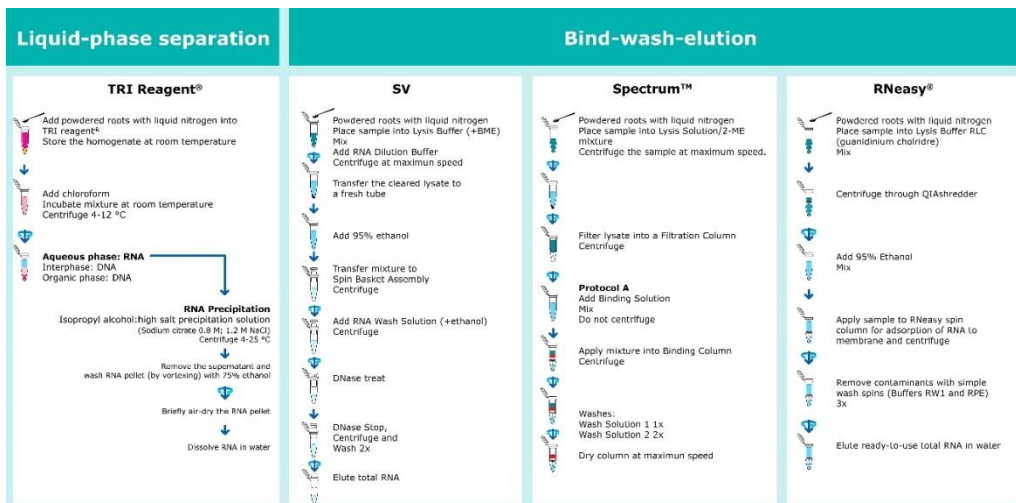 Liquid-phase separation
Bind-wash-elution
TRI Reagent®
Add powdered roots with liquid nitrogen into
TRI reagent®
Store the homogenate at room temperature
Add chloroform
Incubate mixture at room temperature
Centrifuge 4-12 °C
Aqueous phase: RNA
Interphase: DNA
Organic phase: DNA
RNA Precipitation
Isopropyl alcohol:high salt precipitation solution
(Sodium citrate 0.8 M; 1.2 M NaCl)
Centrifuge 4-25 °C
Remove the supernatant and
wash RNA pellet (by vortexing) with 75% ethanol
Briefly air-dry the RNA pellet
Dissolve RNA in water
SV
Powdered roots with liquid nitrogen
Place sample into Lysis Buffer (+BME)
Mix
Add RNA Dilution Buffer
Centrifuge at maximun speed
Transfer the cleared lysate to
a fresh tube
Add 95% ethanol
Transfer mixture to
Spin Basket Assembly
Centrifuge
Add RNA Wash Solution (+ethanol)
Centrifuge
DNase treat
DNase Stop,
Centrifuge and
Wash 2x
Elute total RNA
Spectrum™
Powdered roots with liquid nitrogen
Place sample into Lysis Solution/2-ME
mixture
Centrifuge the sample at maximum speed.
Filter lysate into a Filtration Column
Centrifuge
Protocol A
Add Binding Solution
Mix
Do not centrifuge
Apply mixture into Binding Column
Centrifuge
Washes:
Wash Solution 1 1x
Wash Solution 2 2x
Dry column at maximun speed
RNeasy®
Powdered roots with liquid nitrogen
Place sample into Lysis Buffer RLC
(guanidinium cholridre)
Mix
Centrifuge through QIAshredder
Add 95% Ethanol
Mix
Apply sample to RNeasy spin
column for adsorption of RNA to
membrane and centrifuge
Remove contaminants with simple
wash spins (Buffers RW1 and RPE)
3x
Elute ready-to-use total RNA in water